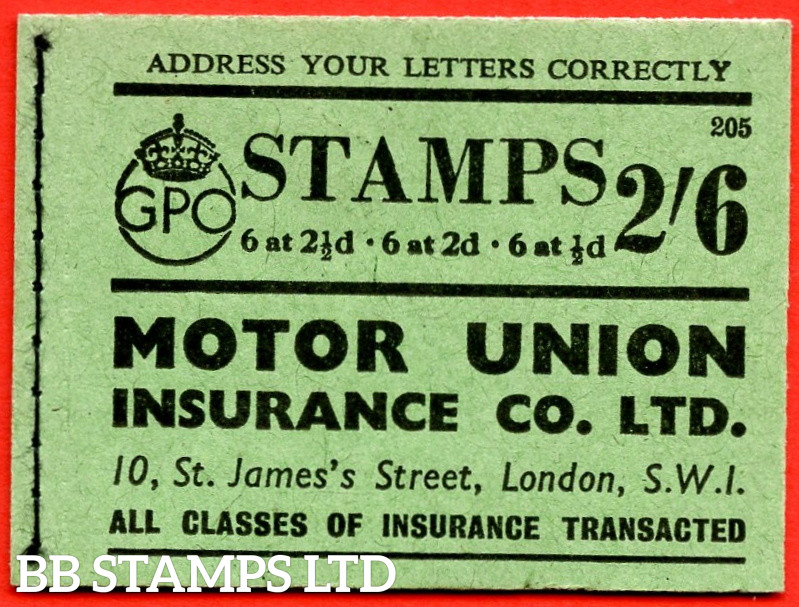 ADDRESS YOUR LETTERS CORRECTLY
205
GPO STAMPS 2/6
6 at 2½d · 6 at 2d · 6 at ½d
MOTOR UNION
INSURANCE CO. LTD.
10, St. James's Street, London, S.W.1.
ALL CLASSES OF INSURANCE TRANSACTED
BB STAMPS LTD